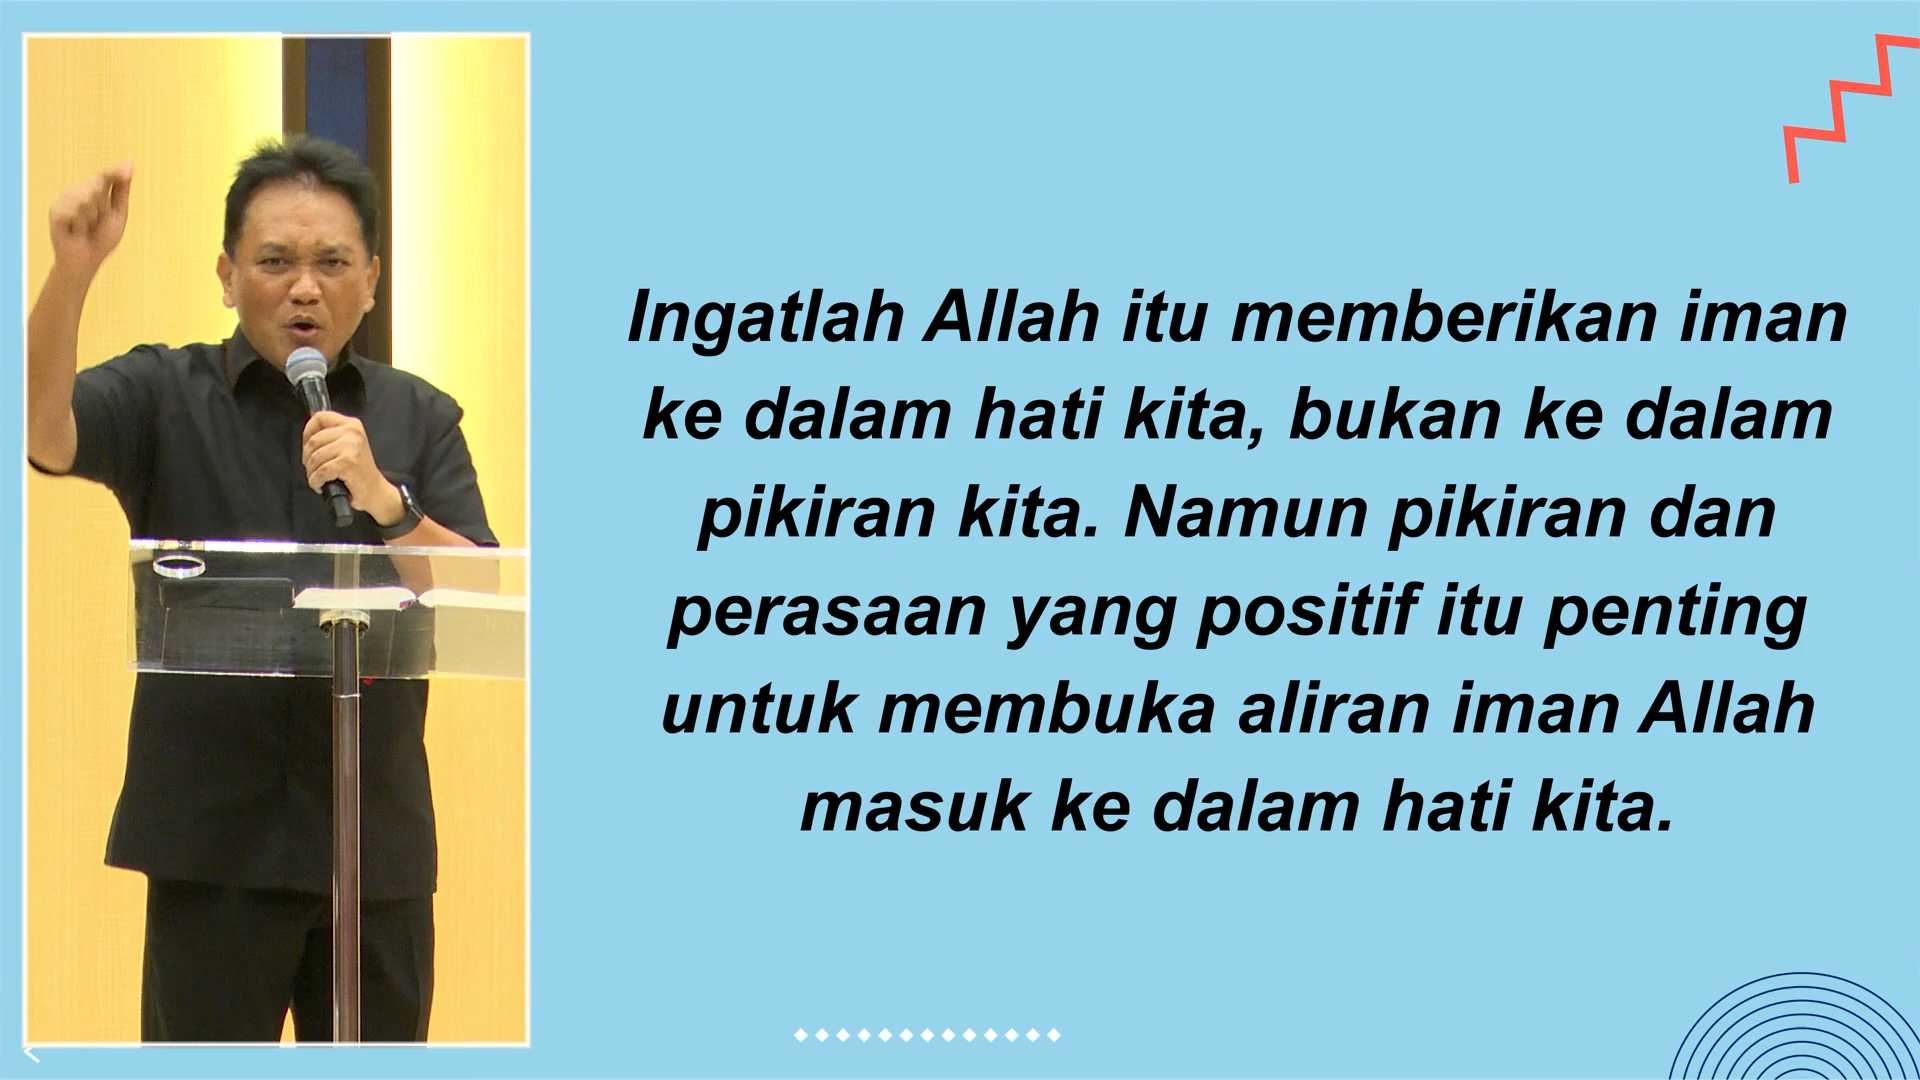 Ingatlah Allah itu memberikan iman
ke dalam hati kita, bukan ke dalam
pikiran kita. Namun pikiran dan
perasaan yang positif itu penting
untuk membuka aliran iman Allah
masuk ke dalam hati kita.